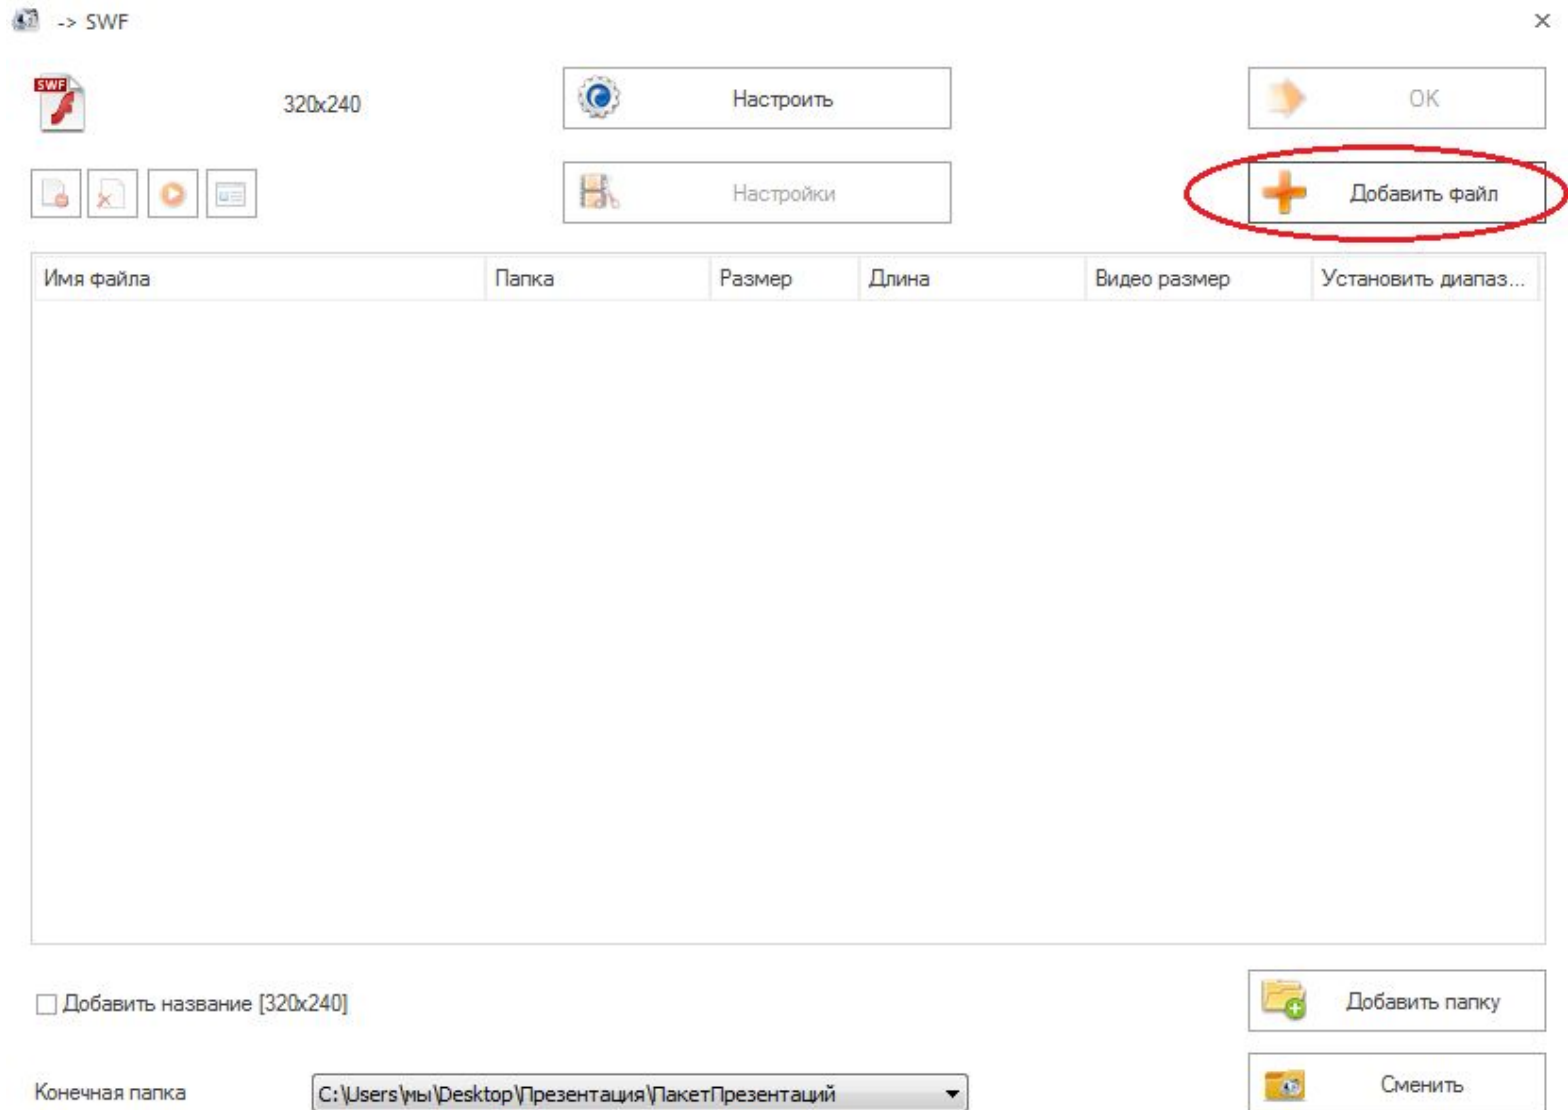 -> SWF
SWF
320x240
Настроить
OK
Настройки
Добавить файл
Имя файла Папка Размер Длина Видео размер Установить диапаз...
Добавить название [320x240]
Добавить папку
Конечная папка
C:\Users\мы\Desktop\Презентация\ПакетПрезентаций
Сменить